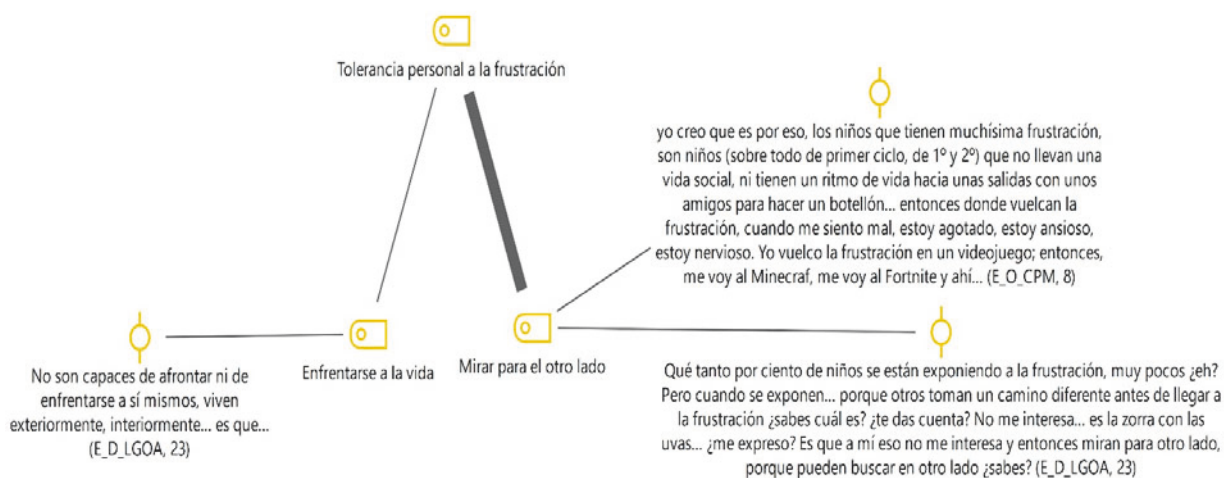 Tolerancia personal a la frustración
yo creo que es por eso, los niños que tienen muchísima frustración,
son niños (sobre todo de primer ciclo, de 1º y 2º) que no llevan una
vida social, ni tienen un ritmo de vida hacia unas salidas con unos
amigos para hacer un botellón... entonces donde vuelcan la
frustración, cuando me siento mal, estoy agotado, estoy ansioso,
estoy nervioso. Yo vuelco la frustración en un videojuego; entonces,
me voy al Minecraf, me voy al Fortnite y ahí... (E_O_CPM, 8)
No son capaces de afrontar ni de
enfrentarse a sí mismos, viven
exteriormente, interiormente... es que...
(E_D_LGOA, 23)
Enfrentarse a la vida
Mirar para el otro lado
Qué tanto por ciento de niños se están exponiendo a la frustración, muy pocos ¿eh?
Pero cuando se exponen... porque otros toman un camino diferente antes de llegar a
la frustración ¿sabes cuál es? ¿te das cuenta? No me interesa... es la zorra con las
uvas... ¿me expreso? Es que a mí eso no me interesa y entonces miran para otro lado,
porque pueden buscar en otro lado ¿sabes? (E_D_LGOA, 23)